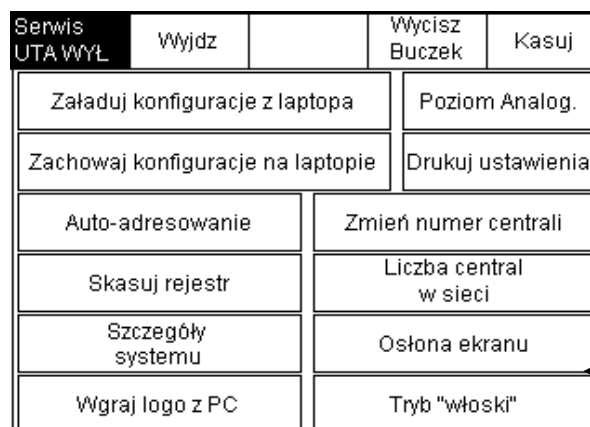 Serwis
UTA WYŁ
Wyjdz
Wycisz
Buczek
Kasuj
Załaduj konfiguracje z laptopa
Poziom Analog.
Zachowaj konfiguracje na laptopie
Drukuj ustawienia
Auto-adresowanie
Zmień numer centrali
Skasuj rejestr
Liczba central
w sieci
Szczegóły
systemu
Osłona ekranu
Wgraj logo z PC
Tryb "włoski"